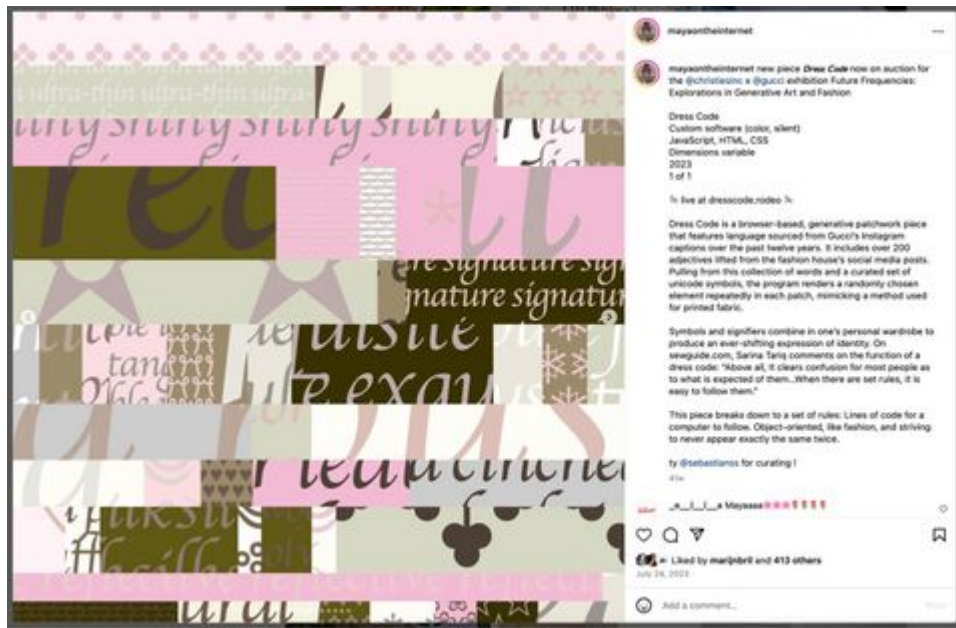 ultra-thin ultra-thin ultra-
shiny shiny shiny shiny shiny
signature
gnature signatur
exquis
cinched
reflective
mayaontheinternet
mayaontheinternet new piece Dress Code now on auction for
the @christiesinc x @gucci exhibition Future Frequencies:
Explorations in Generative Art and Fashion
Dress Code
Custom software (color, silent)
JavaScript, HTML, CSS
Dimensions variable
2023
1 of 1
live at dresscode.rodeo
Dress Code is a browser-based, generative patchwork piece
that features language sourced from Gucci's Instagram
captions over the past twelve years. It includes over 200
adjectives lifted from the fashion house's social media posts.
Pulling from this collection of words and a curated set of
unicode symbols, the program renders a randomly chosen
element repeatedly in each patch, mimicking a method used
for printed fabric.
Symbols and signifiers combine in one's personal wardrobe to
produce an ever-shifting expression of identity. On
sewguide.com, Sarina Tariq comments on the function of a
dress code: "Above all, it clears confusion for most people as
to what is expected of them...When there are set rules, it is
easy to follow them."
This piece breaks down to a set of rules: Lines of code for a
computer to follow. Object-oriented, like fashion, and striving
to never appear exactly the same twice.
ty @sebastianos for curating !
41w
Mayaaaa
Liked by marijnbril and 413 others
July 24, 2023
Add a comment...
Post